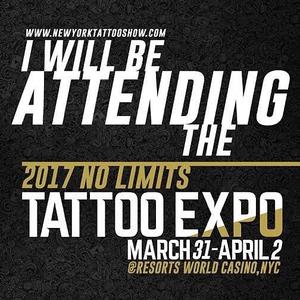 WWW.NEWYORKTATTOOSHOW.COM
I WILL BE
ATTENDING
THE
2017 NO LIMITS
TATTOO EXPO
MARCH 31-APRIL 2
@RESORTS WORLD CASINO,NYC